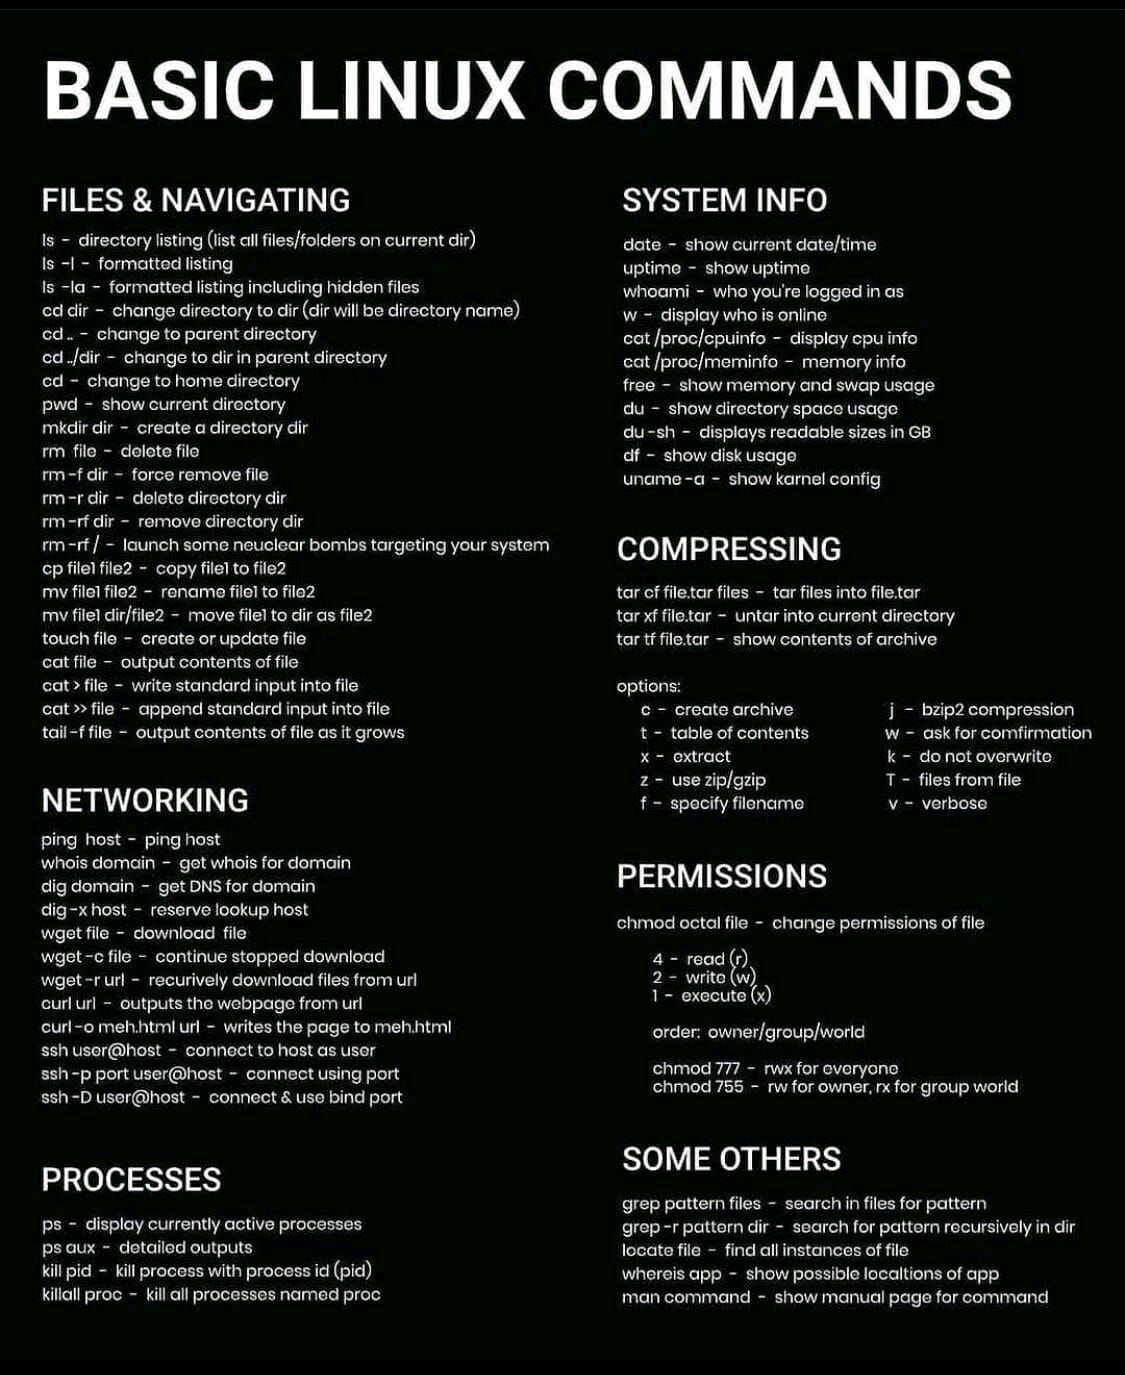 BASIC LINUX COMMANDS
FILES & NAVIGATING
ls - directory listing (list all files/folders on current dir)
ls -l - formatted listing
ls -la - formatted listing including hidden files
cd dir - change directory to dir (dir will be directory name)
cd .. - change to parent directory
cd ../dir - change to dir in parent directory
cd - change to home directory
pwd - show current directory
mkdir dir - create a directory dir
rm file - delete file
rm -f dir - force remove file
rm -r dir - delete directory dir
rm -rf dir - remove directory dir
rm -rf / - launch some neuclear bombs targeting your system
cp file1 file2 - copy file1 to file2
mv file1 file2 - rename file1 to file2
mv file1 dir/file2 - move file1 to dir as file2
touch file - create or update file
cat file - output contents of file
cat > file - write standard input into file
cat >> file - append standard input into file
tail -f file - output contents of file as it grows
NETWORKING
ping host - ping host
whois domain - get whois for domain
dig domain - get DNS for domain
dig -x host - reserve lookup host
wget file - download file
wget -c file - continue stopped download
wget -r url - recurively download files from url
curl url - outputs the webpage from url
curl -o meh.html url - writes the page to meh.html
ssh user@host - connect to host as user
ssh -p port user@host - connect using port
ssh -D user@host - connect & use bind port
PROCESSES
ps - display currently active processes
ps aux - detailed outputs
kill pid - kill process with process id (pid)
killall proc - kill all processes named proc
SYSTEM INFO
date - show current date/time
uptime - show uptime
whoami - who you're logged in as
w - display who is online
cat /proc/cpuinfo - display cpu info
cat /proc/meminfo - memory info
free - show memory and swap usage
du - show directory space usage
du -sh - displays readable sizes in GB
df - show disk usage
uname -a - show karnel config
COMPRESSING
tar cf file.tar files - tar files into file.tar
tar xf file.tar - untar into current directory
tar tf file.tar - show contents of archive
options:
c - create archive
t - table of contents
x - extract
z - use zip/gzip
f - specify filename
j - bzip2 compression
w - ask for comfirmation
k - do not overwrite
T - files from file
v - verbose
PERMISSIONS
chmod octal file - change permissions of file
4 - read (r)
2 - write (w)
1 - execute (x)
order: owner/group/world
chmod 777 - rwx for everyone
chmod 755 - rw for owner, rx for group world
SOME OTHERS
grep pattern files - search in files for pattern
grep -r pattern dir - search for pattern recursively in dir
locate file - find all instances of file
whereis app - show possible localtions of app
man command - show manual page for command